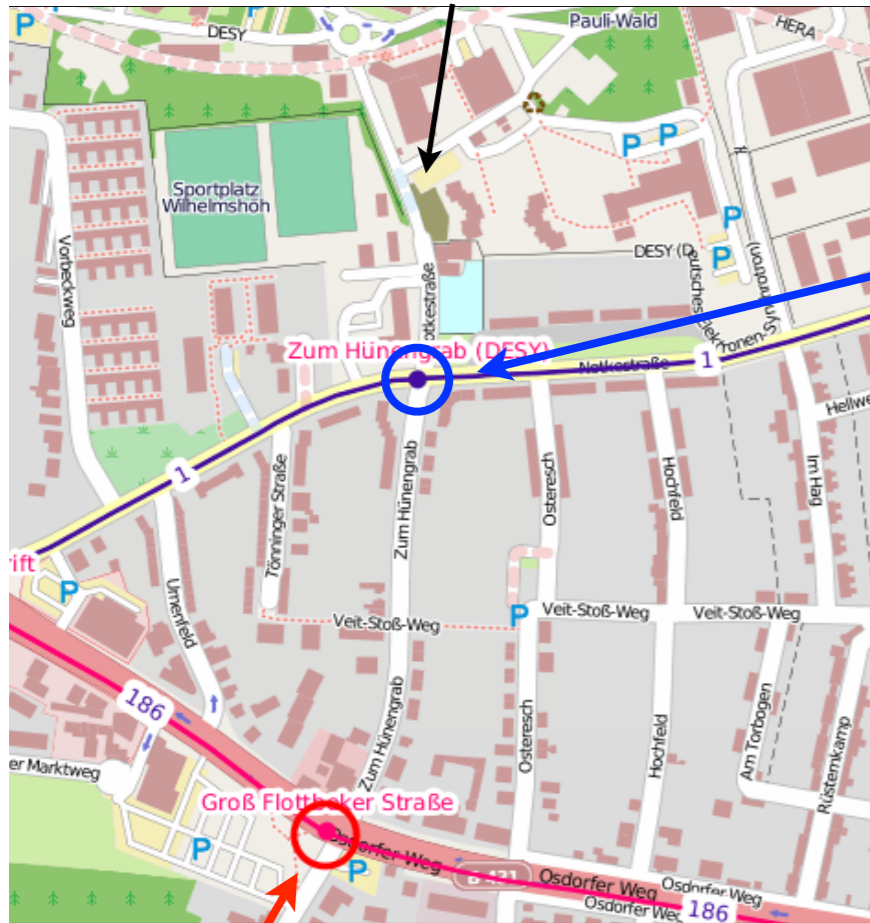 P
P
DESY
Pauli-Wald
HERA
P
P
Sportplatz
Wilhelmshöh
Vorbeckweg
P
P
DESY (D
eutsches Elektronen-Synchrotron)
otkestraße
Zum Hünengrab (DESY)
Notkestraße
1
1
Hellwe
Im Hag
Hochfeld
Osteresch
Zum Hünengrab
Tönninger Straße
rift
P
Urnenfeld
P
Veit-Stoß-Weg
Veit-Stoß-Weg
Veit-Stoß-Weg
186
Zum Hünengrab
Osteresch
Hochfeld
Am Torbogen
Rüsternkamp
er Marktweg
Groß Flottbeker Straße
P
Osdorfer Weg
P
B 431
Osdorfer Weg
Osdorfer Weg
Osdorfer Weg
186